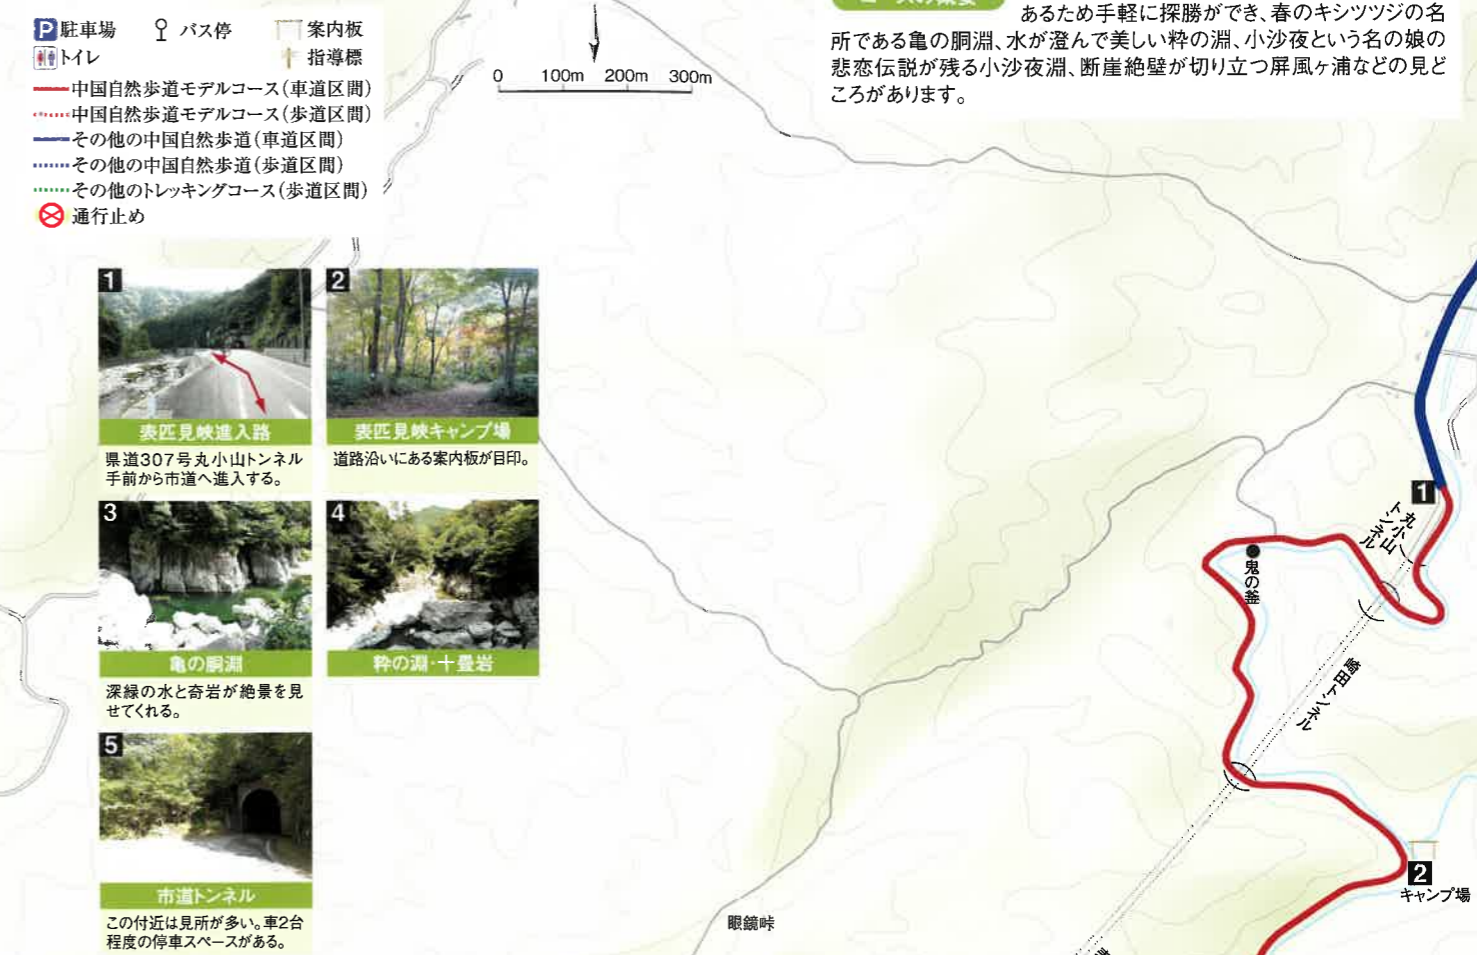 P 駐車場
バス停
案内板
トイレ
指導標
中国自然歩道モデルコース(車道区間)
中国自然歩道モデルコース(歩道区間)
その他の中国自然歩道(車道区間)
その他の中国自然歩道(歩道区間)
その他のトレッキングコース(歩道区間)
通行止め
0 100m 200m 300m
あるため手軽に探勝ができ、春のキシツツジの名
所である亀の胴淵、水が澄んで美しい粋の淵、小沙夜という名の娘の
悲恋伝説が残る小沙夜淵、断崖絶壁が切り立つ屏風ヶ浦などの見ど
ころがあります。
1
表匹見峡進入路
県道307号丸小山トンネル
手前から市道へ進入する。
2
表匹見峡キャンプ場
道路沿いにある案内板が目印。
3
亀の胴淵
深緑の水と奇岩が絶景を見
せてくれる。
4
粋の淵・十畳岩
5
市道トンネル
この付近は見所が多い。車2台
程度の停車スペースがある。
1
丸小山
トンネル
鬼の釜
2
キャンプ場
眼鏡峠